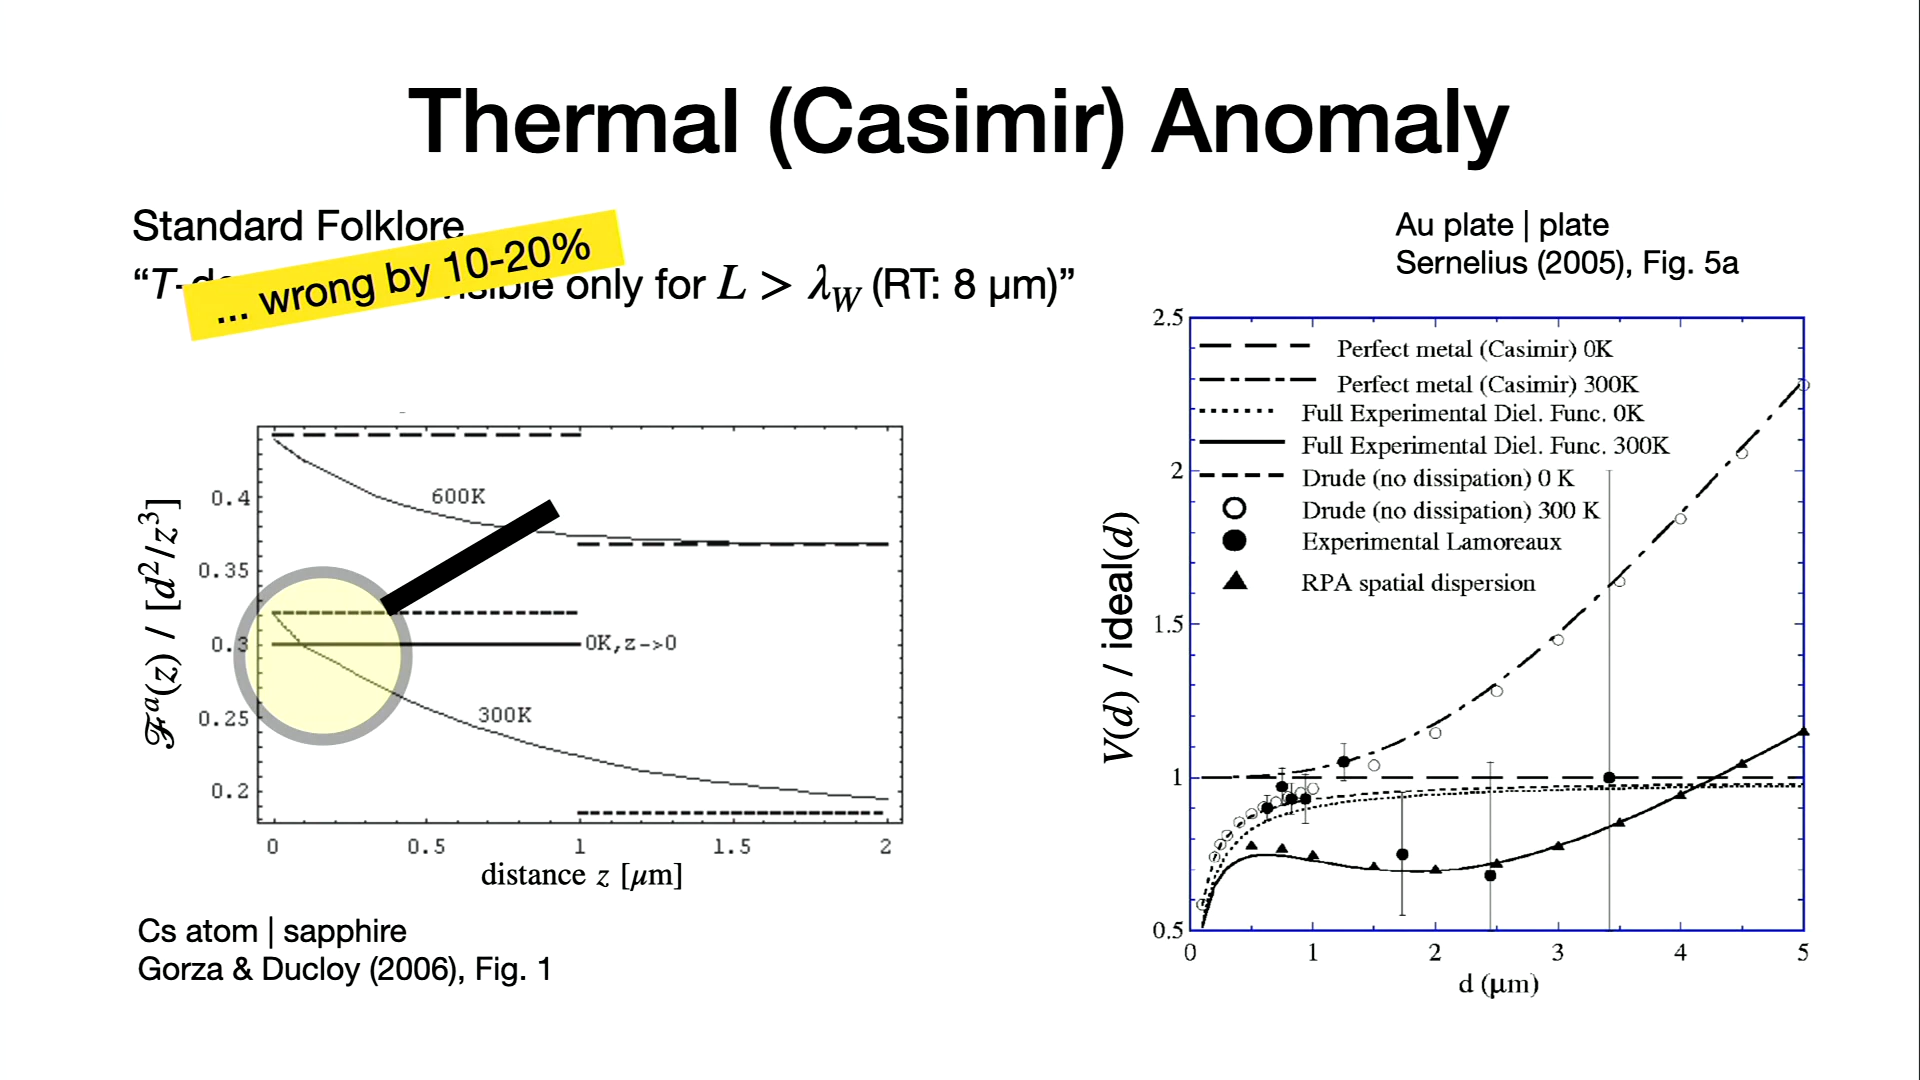 Thermal (Casimir) Anomaly
Standard Folklore
... wrong by 10-20%
“T-de only for L > λ_W (RT: 8 μm)”
Au plate | plate
Sernelius (2005), Fig. 5a
ℱᵃ(z) / [d²/z³]
0.4
0.35
0.3
0.25
0.2
600K
0K,z->0
300K
0 0.5 1 1.5 2
distance z [μm]
Cs atom | sapphire
Gorza & Ducloy (2006), Fig. 1
V(d) / ideal(d)
2.5
2
1.5
1
0.5
Perfect metal (Casimir) 0K
Perfect metal (Casimir) 300K
Full Experimental Diel. Func. 0K
Full Experimental Diel. Func. 300K
Drude (no dissipation) 0 K
Drude (no dissipation) 300 K
Experimental Lamoreaux
RPA spatial dispersion
0 1 2 3 4 5
d (μm)